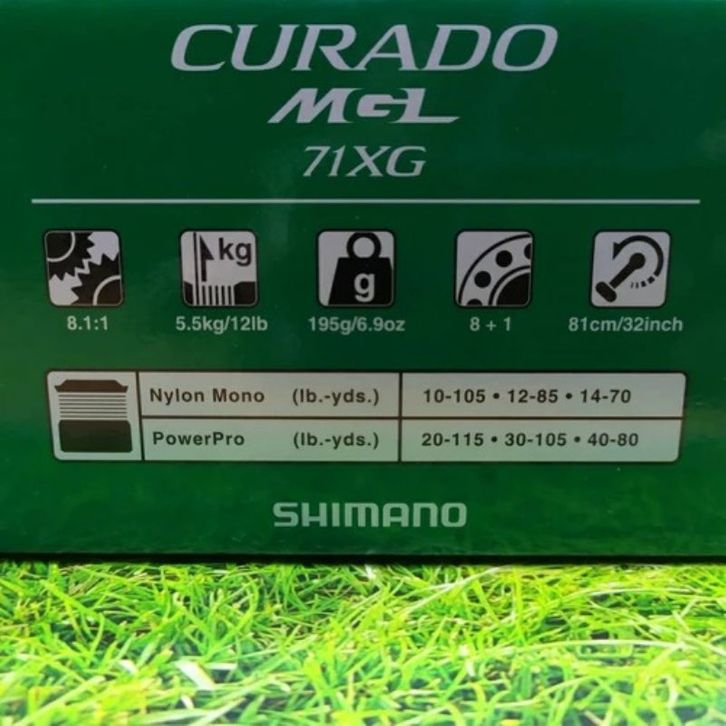 CURADO
MGL
71XG
kg
g
8.1:1 5.5kg/12lb 195g/6.9oz 8 + 1 81cm/32inch
Nylon Mono (lb.-yds.) 10-105 • 12-85 • 14-70
PowerPro (lb.-yds.) 20-115 • 30-105 • 40-80
SHIMANO